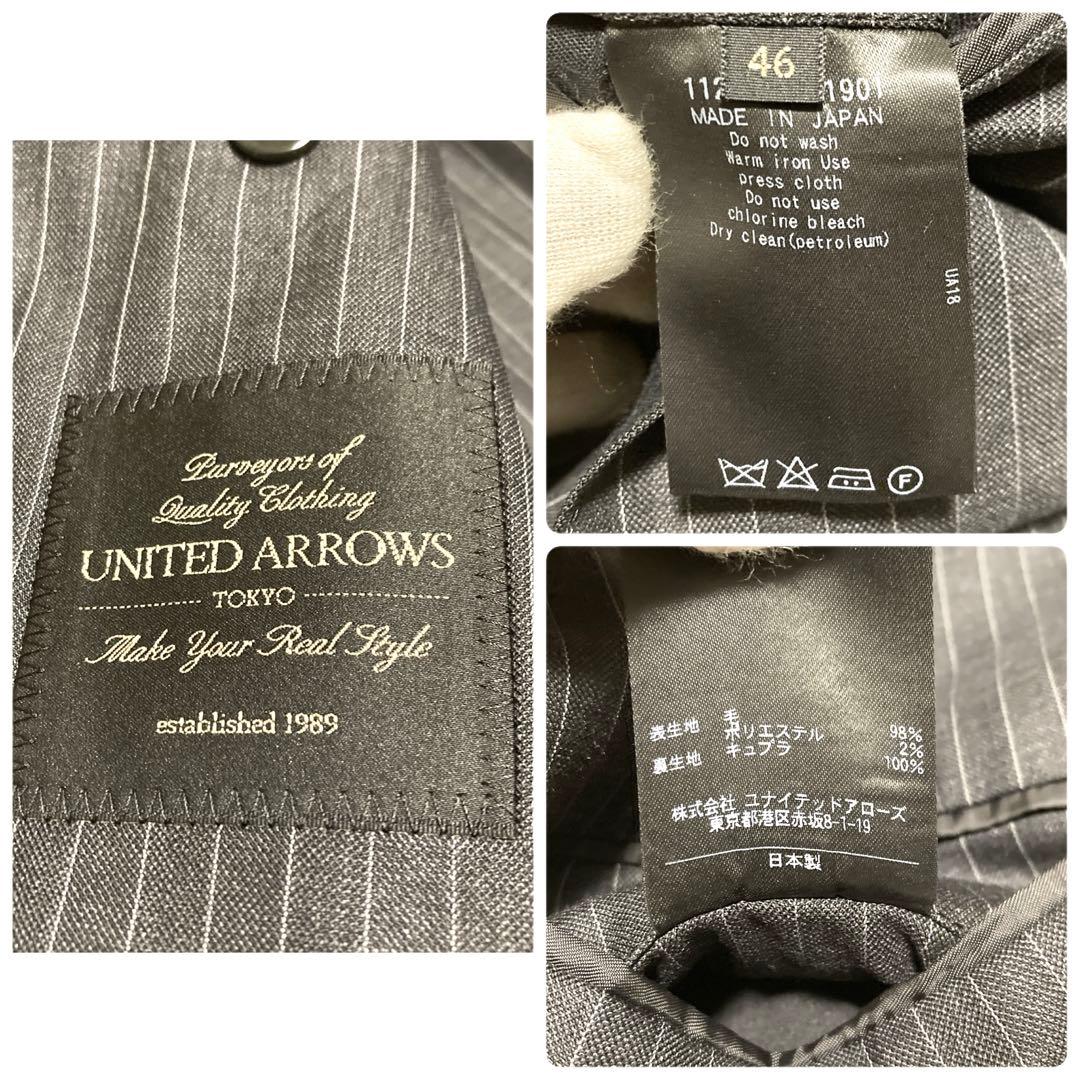 Purveyors of
Quality Clothing
UNITED ARROWS
TOKYO
Make Your Real Style
established 1989
46
112 1901
MADE IN JAPAN
Do not wash
Warm iron Use
press cloth
Do not use
chlorine bleach
Dry clean(petroleum)
UA18
F
表生地 毛 98%
ポリエステル 2%
裏生地 キュプラ 100%
株式会社 ユナイテッドアローズ
東京都港区赤坂8-1-19
日本製